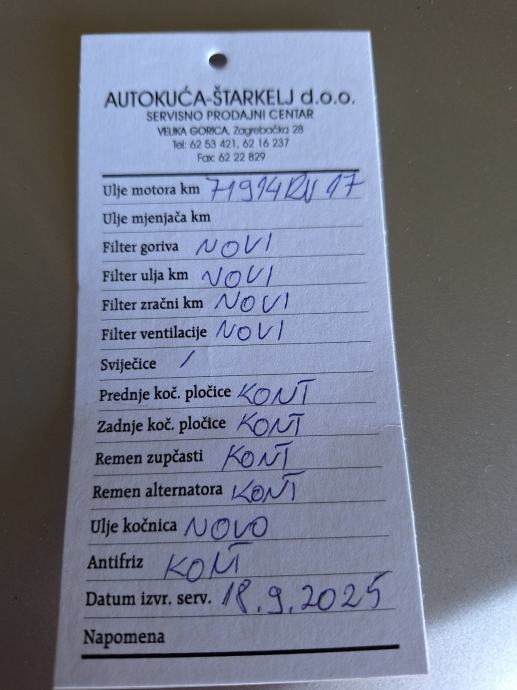 AUTOKUĆA-ŠTARKELJ d.o.o.
SERVISNO PRODAJNI CENTAR
VELIKA GORICA, Zagrebačka 28
Tel: 62 53 421, 62 16 237
Fax: 62 22 829
Ulje motora km 71914 RN 17
Ulje mjenjača km
Filter goriva NOVI
Filter ulja km NOVI
Filter zračni km NOVI
Filter ventilacije NOVI
Sviječice /
Prednje koč. pločice KONT
Zadnje koč. pločice KONT
Remen zupčasti KONT
Remen alternatora KONT
Ulje kočnica NOVO
Antifriz KONT
Datum izvr. serv. 18.9.2025
Napomena